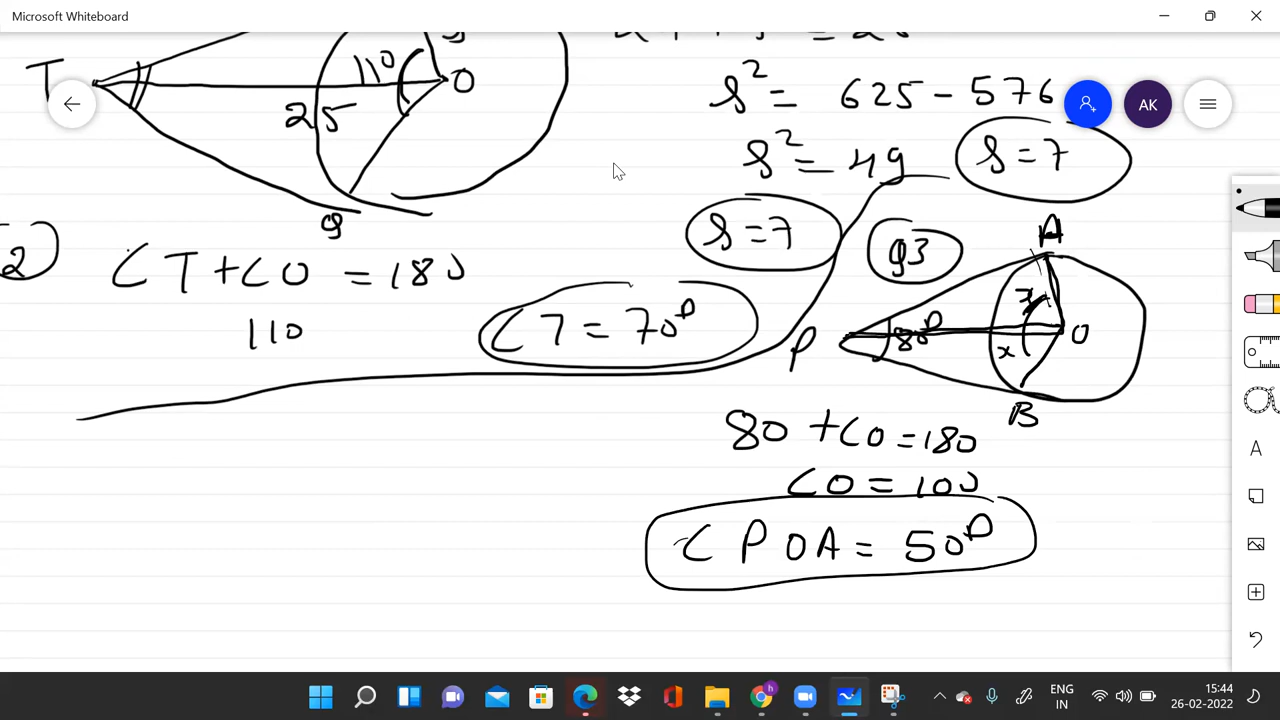 Microsoft Whiteboard
T
110
O
25
r² = 625 - 576
AK
r² = 49
r = 7
Q
2
∠T + ∠O = 180
110
∠T = 70°
r = 7
Q3
A
x
P
80°
x
O
B
80 + ∠O = 180
∠O = 100
∠POA = 50°
A
ENG
IN
15:44
26-02-2022